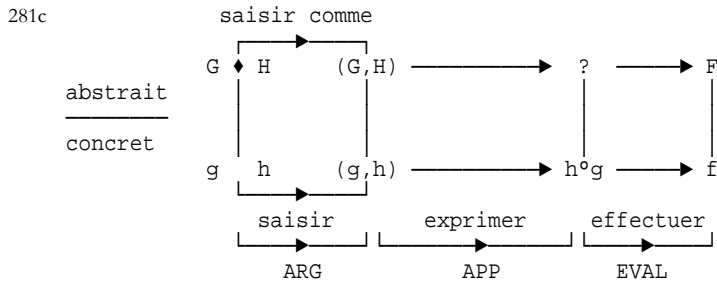 281c saisir comme
G ♦ H (G,H) ? F
abstrait
concret
g h (g,h) h°g f
saisir exprimer effectuer
ARG APP EVAL